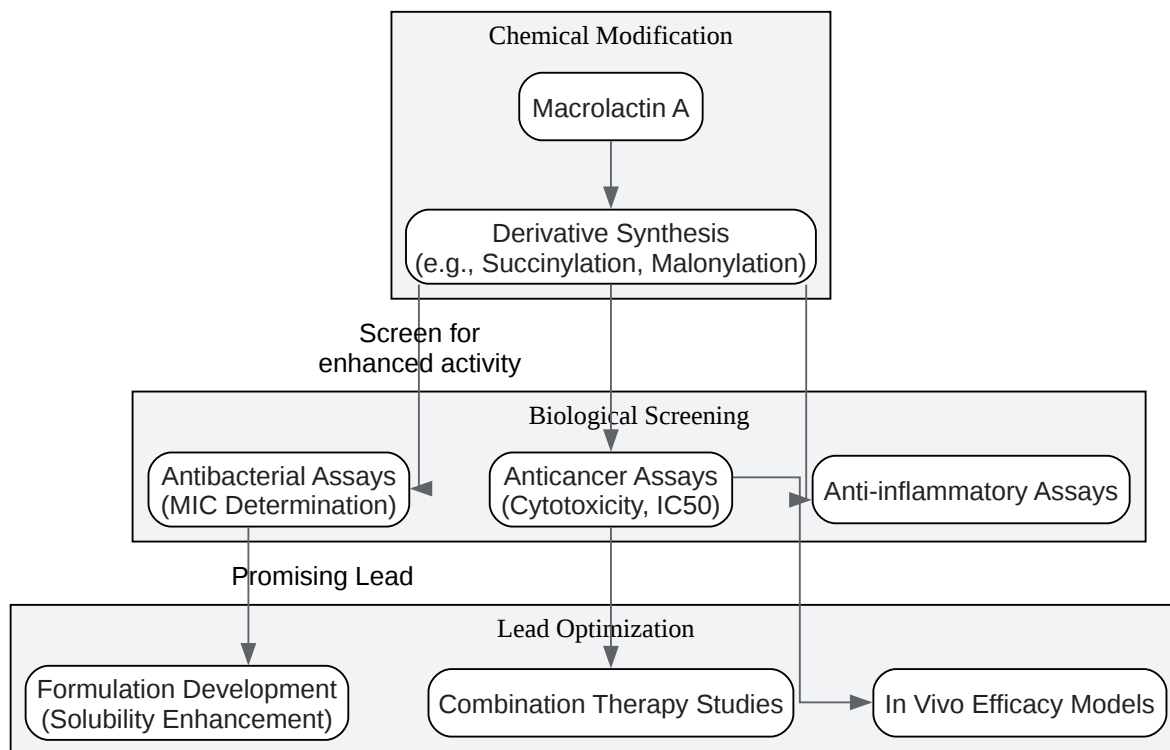 Chemical Modification
Macrolactin A
Derivative Synthesis
(e.g., Succinylation, Malonylation)
Screen for
enhanced activity
Biological Screening
Antibacterial Assays
(MIC Determination)
Anticancer Assays
(Cytotoxicity, IC50)
Anti-inflammatory Assays
Promising Lead
Lead Optimization
Formulation Development
(Solubility Enhancement)
Combination Therapy Studies
In Vivo Efficacy Models